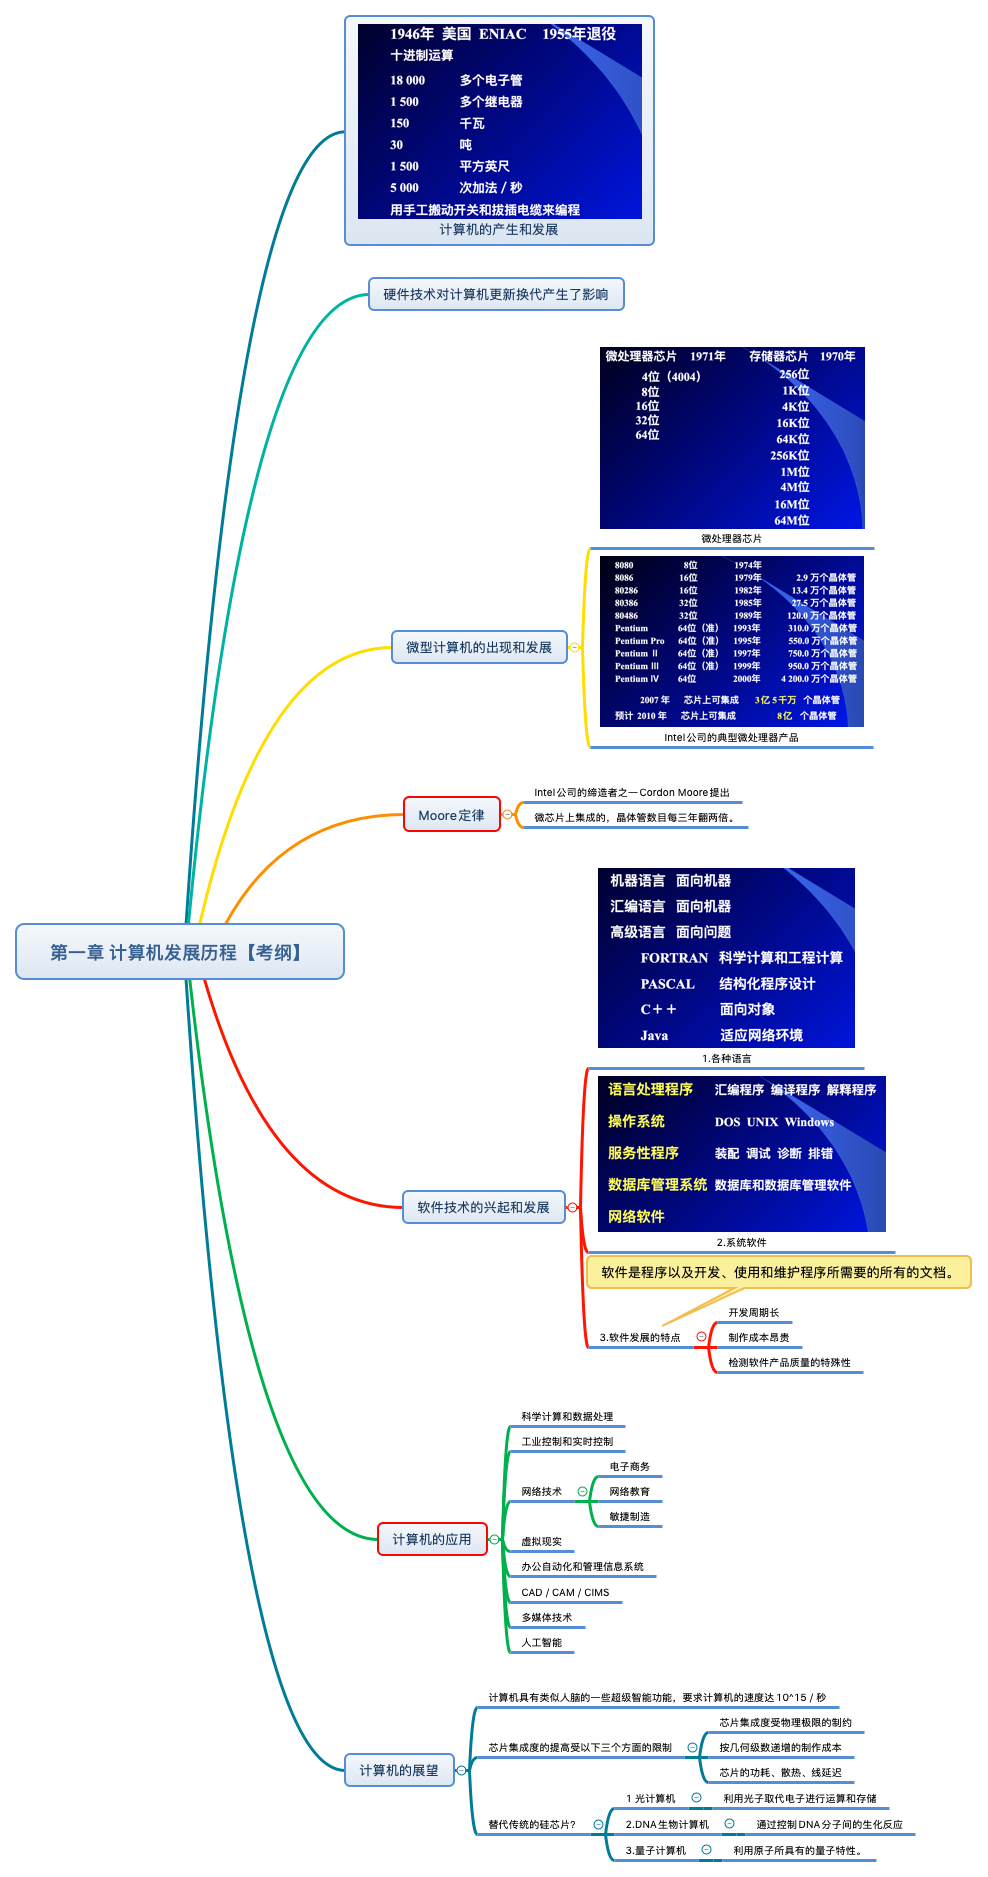 1946年 美国 ENIAC 1955年退役
十进制运算
18 000 多个电子管
1 500 多个继电器
150 千瓦
30 吨
1 500 平方英尺
5 000 次加法 / 秒
用手工搬动开关和拔插电缆来编程
计算机的产生和发展
硬件技术对计算机更新换代产生了影响
微处理器芯片 1971年 存储器芯片 1970年
4位（4004） 256位
8位 1K位
16位 4K位
32位 16K位
64位 64K位
256K位
1M位
4M位
16M位
64M位
微处理器芯片
8080 8位 1974年
8086 16位 1979年 2.9 万个晶体管
80286 16位 1982年 13.4 万个晶体管
80386 32位 1985年 27.5 万个晶体管
80486 32位 1989年 120.0 万个晶体管
Pentium 64位（准） 1993年 310.0 万个晶体管
Pentium Pro 64位（准） 1995年 550.0 万个晶体管
Pentium Ⅱ 64位（准） 1997年 750.0 万个晶体管
Pentium Ⅲ 64位（准） 1999年 950.0 万个晶体管
Pentium Ⅳ 64位 2000年 4 200.0 万个晶体管
2007 年 芯片上可集成 3 亿 5 千万 个晶体管
预计 2010 年 芯片上可集成 8 亿 个晶体管
Intel 公司的典型微处理器产品
微型计算机的出现和发展
Moore定律
Intel 公司的缔造者之一 Cordon Moore 提出
微芯片上集成的，晶体管数目每三年翻两倍。
第一章 计算机发展历程【考纲】
机器语言 面向机器
汇编语言 面向机器
高级语言 面向问题
FORTRAN 科学计算和工程计算
PASCAL 结构化程序设计
C＋＋ 面向对象
Java 适应网络环境
1.各种语言
语言处理程序 汇编程序 编译程序 解释程序
操作系统 DOS UNIX Windows
服务性程序 装配 调试 诊断 排错
数据库管理系统 数据库和数据库管理软件
网络软件
2.系统软件
软件技术的兴起和发展
软件是程序以及开发、使用和维护程序所需要的所有的文档。
3.软件发展的特点
开发周期长
制作成本昂贵
检测软件产品质量的特殊性
计算机的应用
科学计算和数据处理
工业控制和实时控制
网络技术
电子商务
网络教育
敏捷制造
虚拟现实
办公自动化和管理信息系统
CAD / CAM / CIMS
多媒体技术
人工智能
计算机的展望
计算机具有类似人脑的一些超级智能功能，要求计算机的速度达 10^15 / 秒
芯片集成度的提高受以下三个方面的限制
芯片集成度受物理极限的制约
按几何级数递增的制作成本
芯片的功耗、散热、线延迟
替代传统的硅芯片?
1 光计算机 利用光子取代电子进行运算和存储
2.DNA 生物计算机 通过控制 DNA 分子间的生化反应
3.量子计算机 利用原子所具有的量子特性。